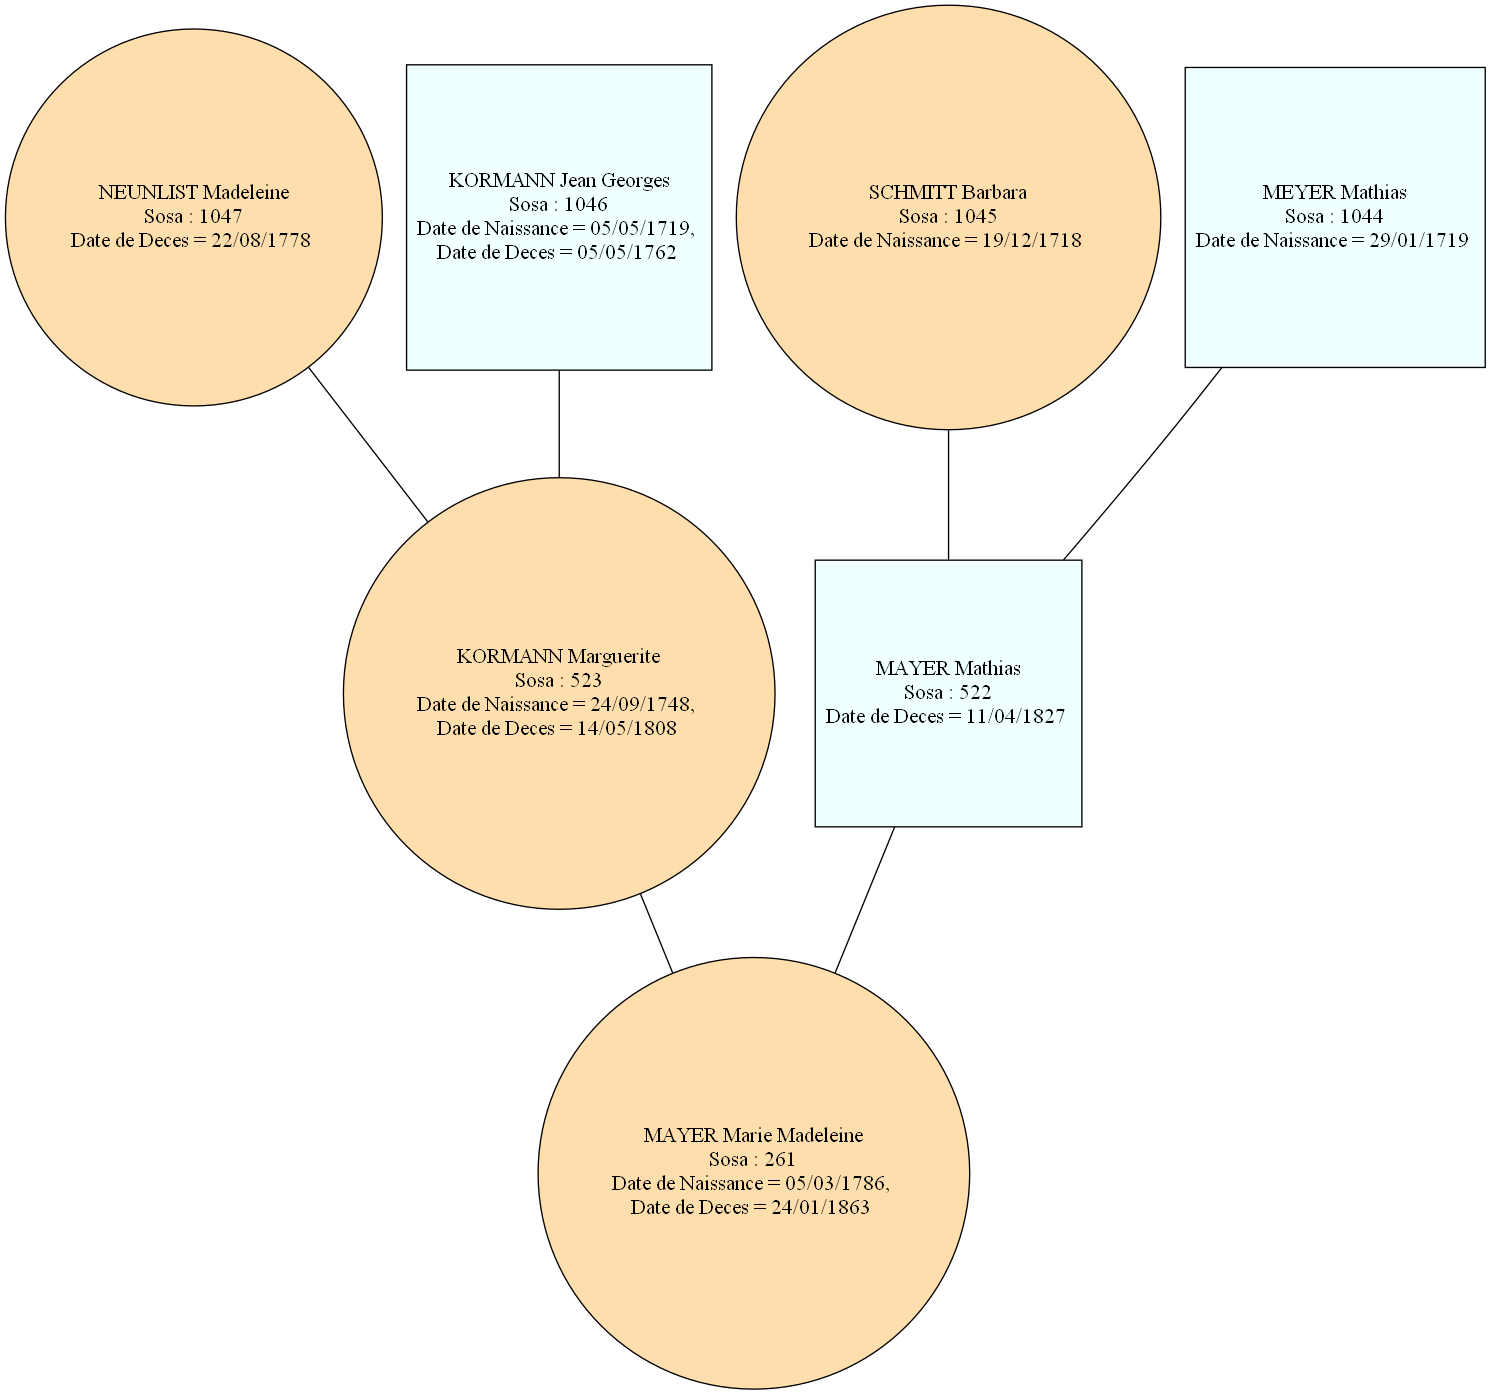 NEUNLIST Madeleine
Sosa : 1047
Date de Deces = 22/08/1778
KORMANN Jean Georges
Sosa : 1046
Date de Naissance = 05/05/1719,
Date de Deces = 05/05/1762
SCHMITT Barbara
Sosa : 1045
Date de Naissance = 19/12/1718
MEYER Mathias
Sosa : 1044
Date de Naissance = 29/01/1719
KORMANN Marguerite
Sosa : 523
Date de Naissance = 24/09/1748,
Date de Deces = 14/05/1808
MAYER Mathias
Sosa : 522
Date de Deces = 11/04/1827
MAYER Marie Madeleine
Sosa : 261
Date de Naissance = 05/03/1786,
Date de Deces = 24/01/1863